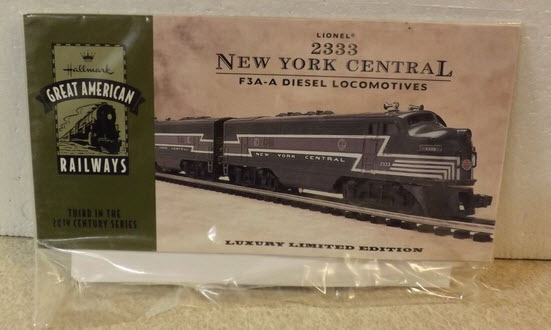 Hallmark
GREAT AMERICAN
RAILWAYS
THIRD IN THE
20TH CENTURY SERIES
LIONEL®
2333
NEW YORK CENTRAL
F3A-A DIESEL LOCOMOTIVES
NEW YORK CENTRAL
2333
LUXURY LIMITED EDITION